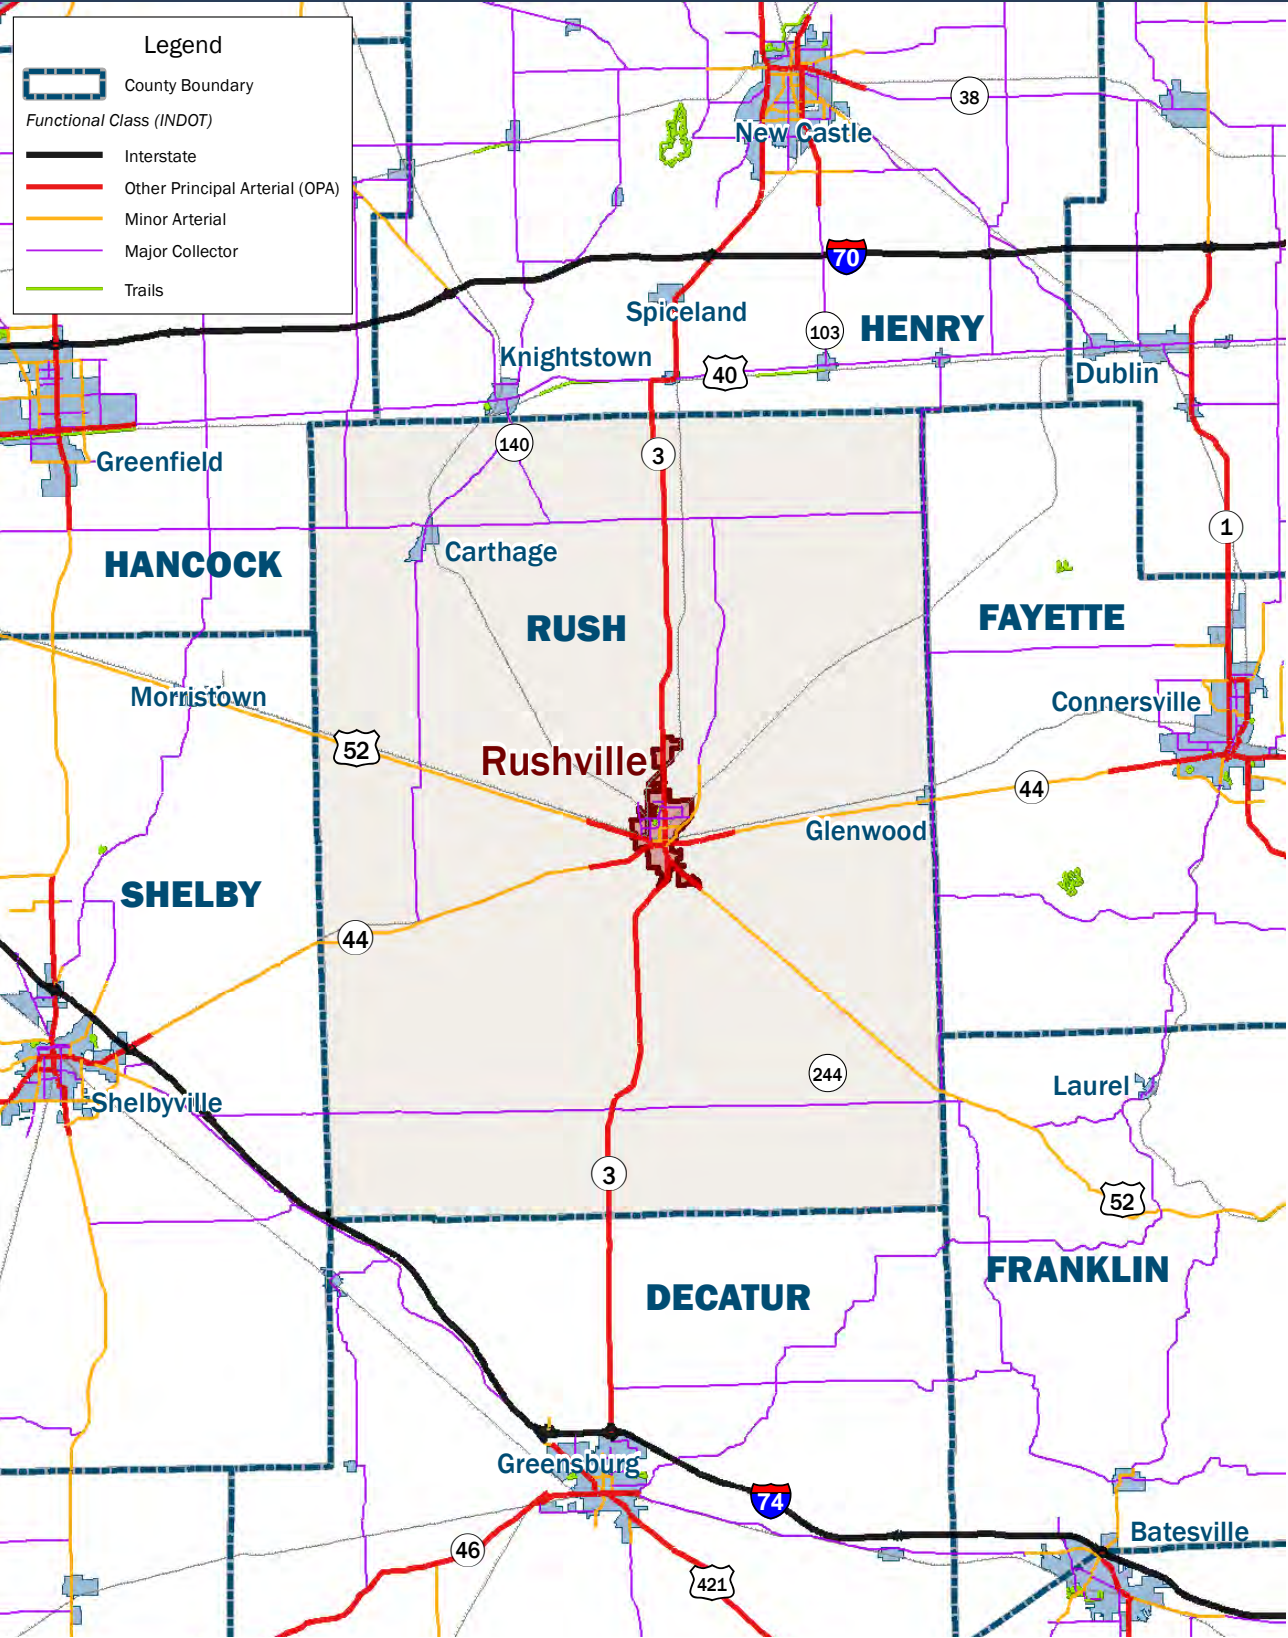 Legend
County Boundary
Functional Class (INDOT)
Interstate
Other Principal Arterial (OPA)
Minor Arterial
Major Collector
Trails
38
New Castle
70
Spiceland
103
HENRY
Knightstown
40
Dublin
140
3
Greenfield
1
Carthage
HANCOCK
RUSH
FAYETTE
Morristown
Connersville
52
Rushville
44
Glenwood
SHELBY
44
244
Laurel
Shelbyville
3
52
FRANKLIN
DECATUR
Greensburg
74
Batesville
46
421